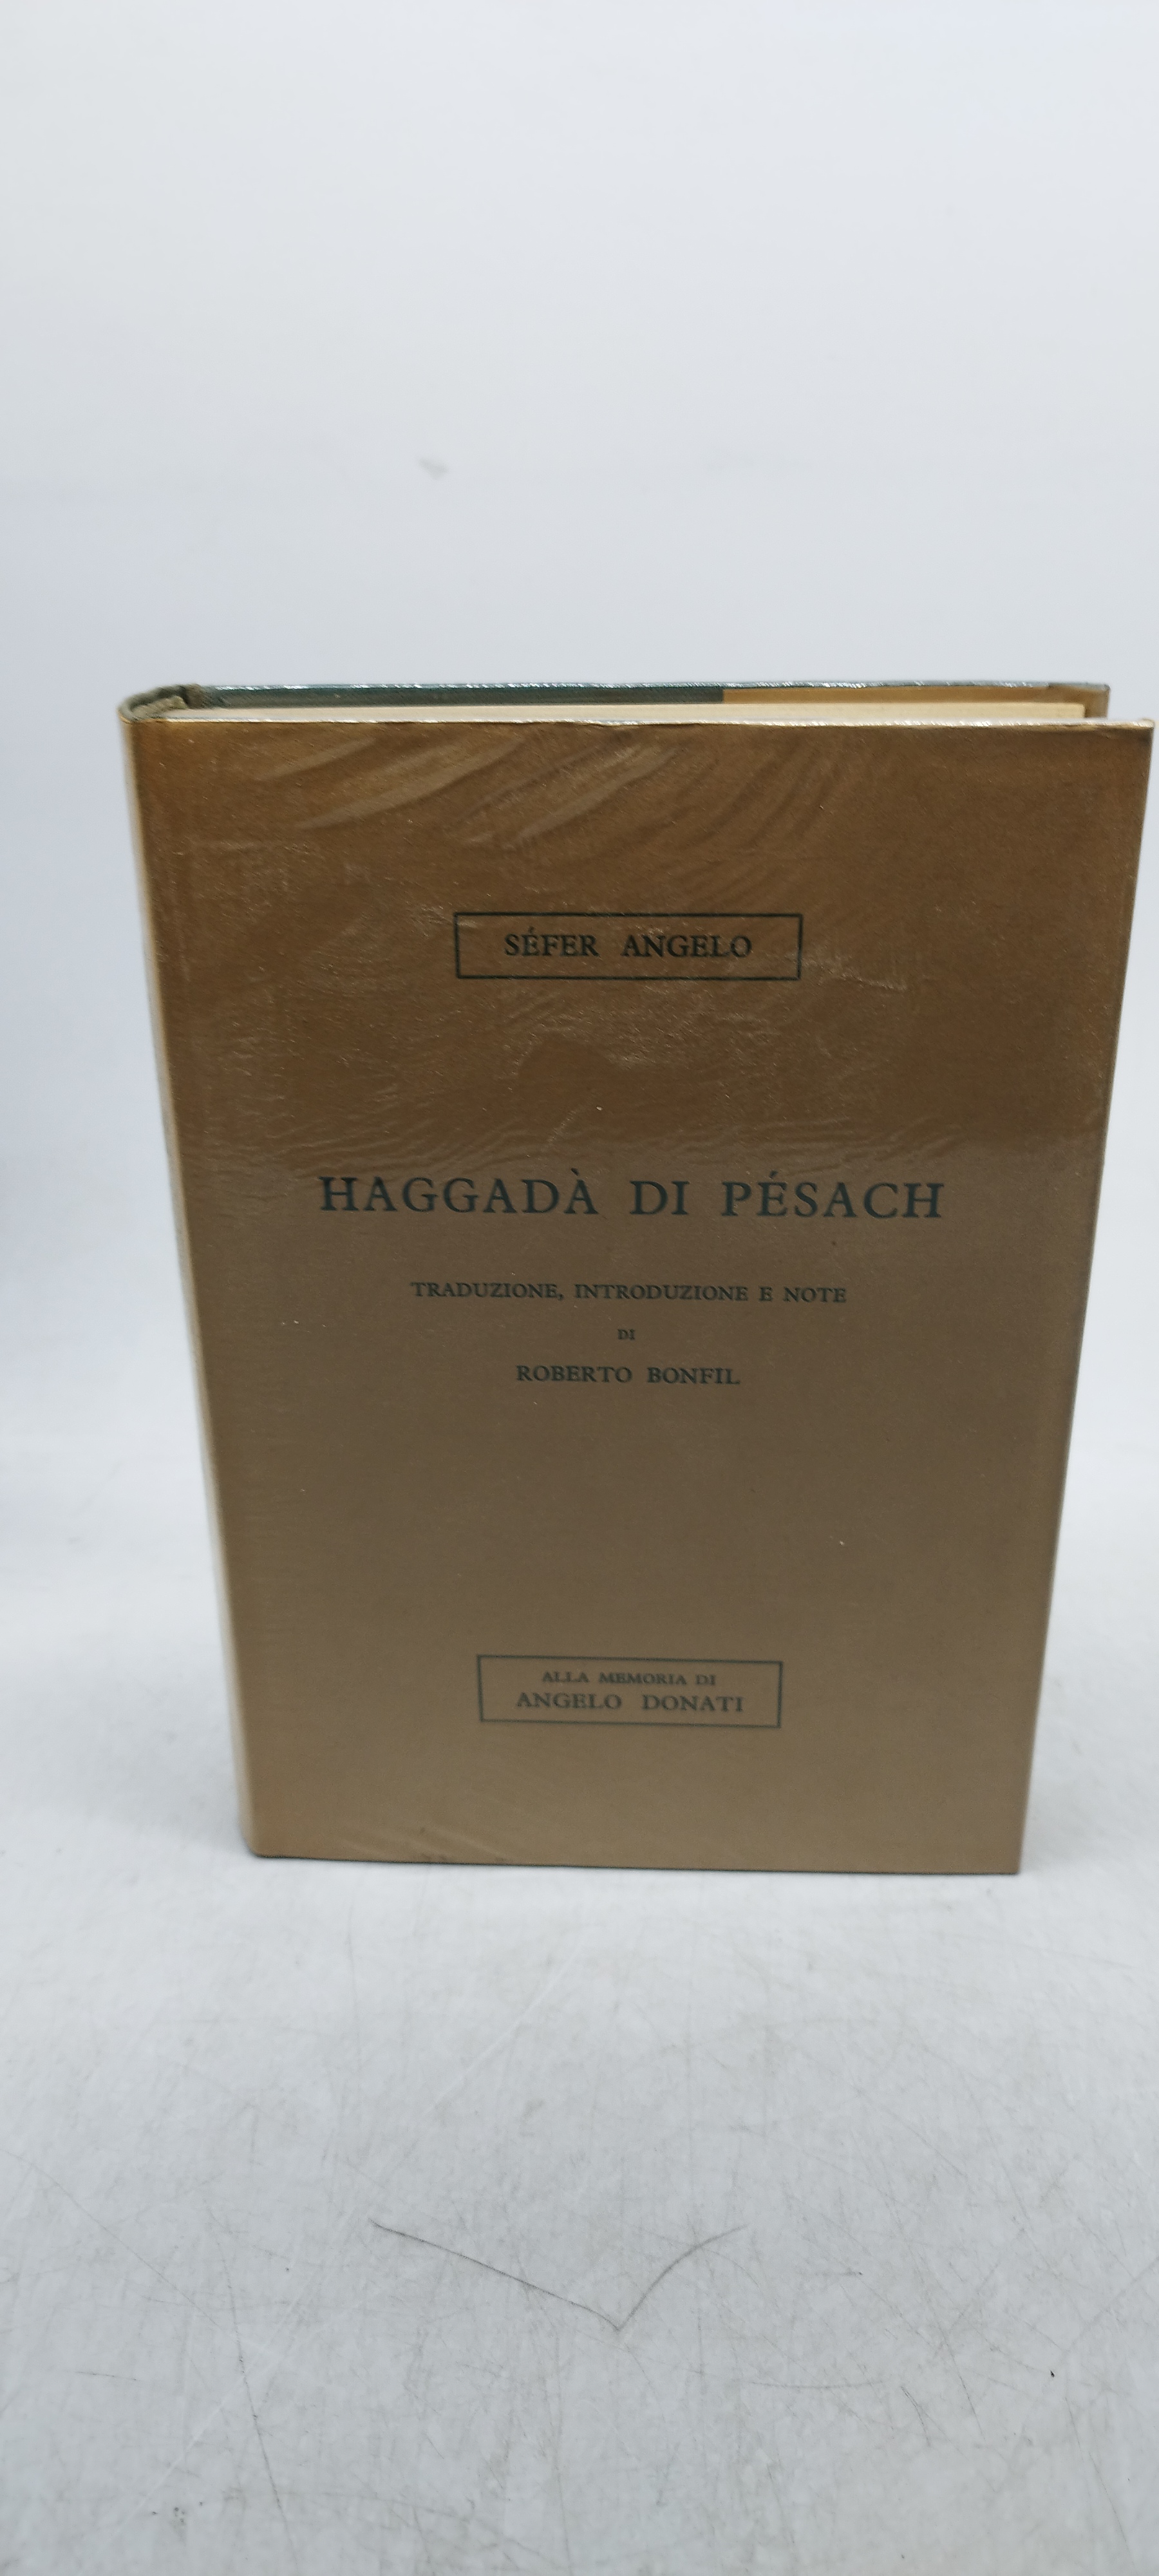 SÉFER ANGELO
HAGGADÀ DI PÉSACH
TRADUZIONE, INTRODUZIONE E NOTE
DI
ROBERTO BONFIL
ALLA MEMORIA DI
ANGELO DONATI